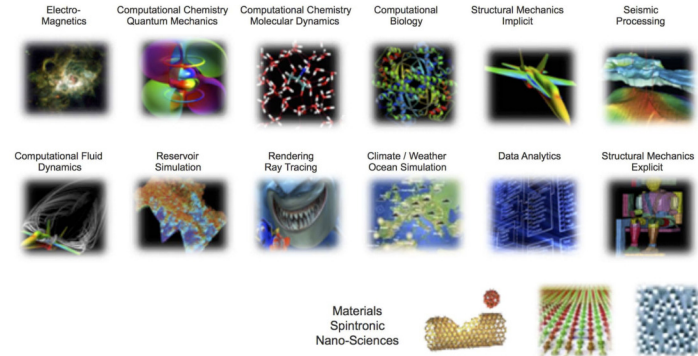 Electro-
Magnetics
Computational Chemistry
Quantum Mechanics
Computational Chemistry
Molecular Dynamics
Computational
Biology
Structural Mechanics
Implicit
Seismic
Processing
Computational Fluid
Dynamics
Reservoir
Simulation
Rendering
Ray Tracing
Climate / Weather
Ocean Simulation
Data Analytics
Structural Mechanics
Explicit
Materials
Spintronic
Nano-Sciences